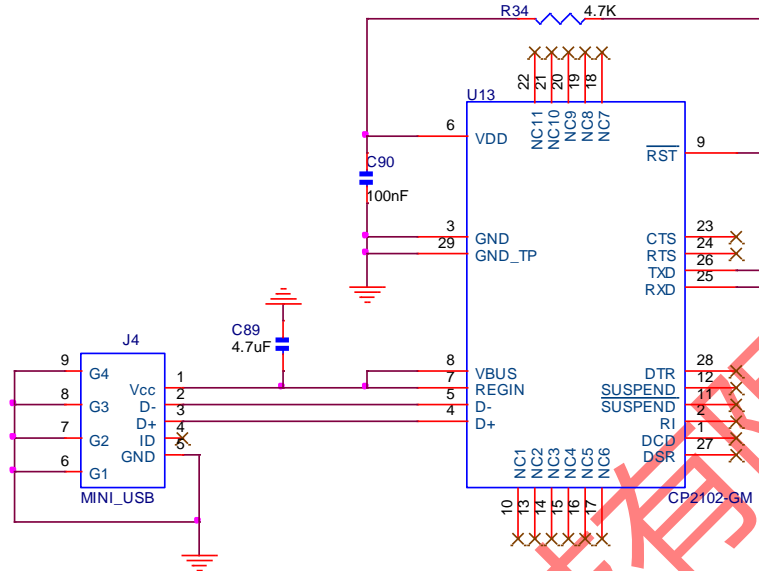 R34 4.7K
22 21 20 19 18
U13
NC11 NC10 NC9 NC8 NC7
6 VDD
RST 9
C90
100nF
3 GND
29 GND_TP
CTS 23
RTS 24
TXD 26
RXD 25
C89
4.7uF
J4
8 VBUS
7 REGIN
5 D-
4 D+
DTR 28
SUSPEND 12
SUSPEND 11
RI 2
DCD 1
DSR 27
9 G4
8 G3
7 G2
6 G1
Vcc 1
D- 2
D+ 3
ID 4
GND 5
MINI_USB
NC1 NC2 NC3 NC4 NC5 NC6
10 13 14 15 16 17
CP2102-GM
有